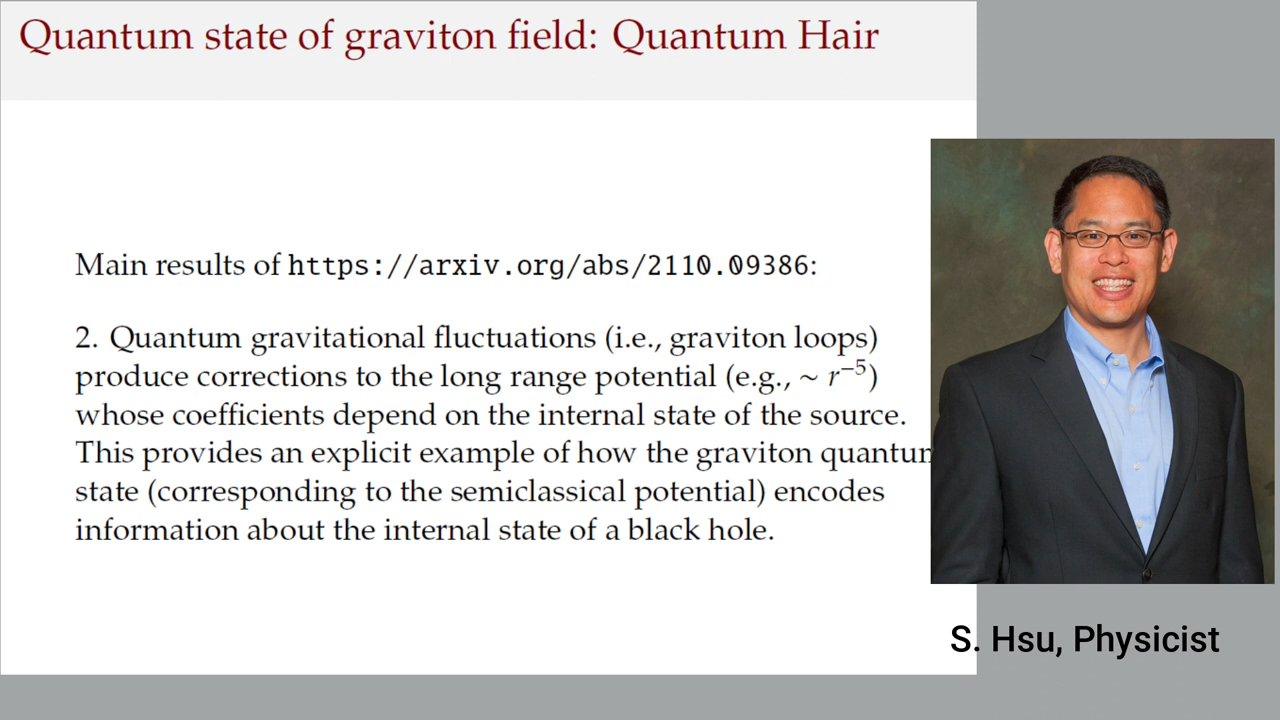 Quantum state of graviton field: Quantum Hair
Main results of https://arxiv.org/abs/2110.09386:
2. Quantum gravitational fluctuations (i.e., graviton loops)
produce corrections to the long range potential (e.g., ∼ r⁻⁵)
whose coefficients depend on the internal state of the source.
This provides an explicit example of how the graviton quantum
state (corresponding to the semiclassical potential) encodes
information about the internal state of a black hole.
S. Hsu, Physicist